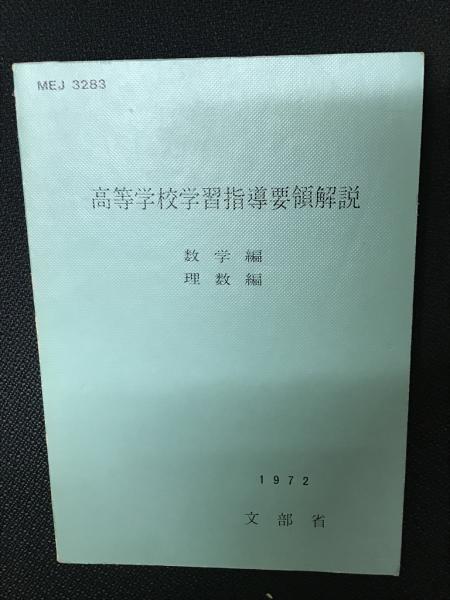 MEJ 3283
高等学校学習指導要領解説
数学編
理数編
1972
文部省